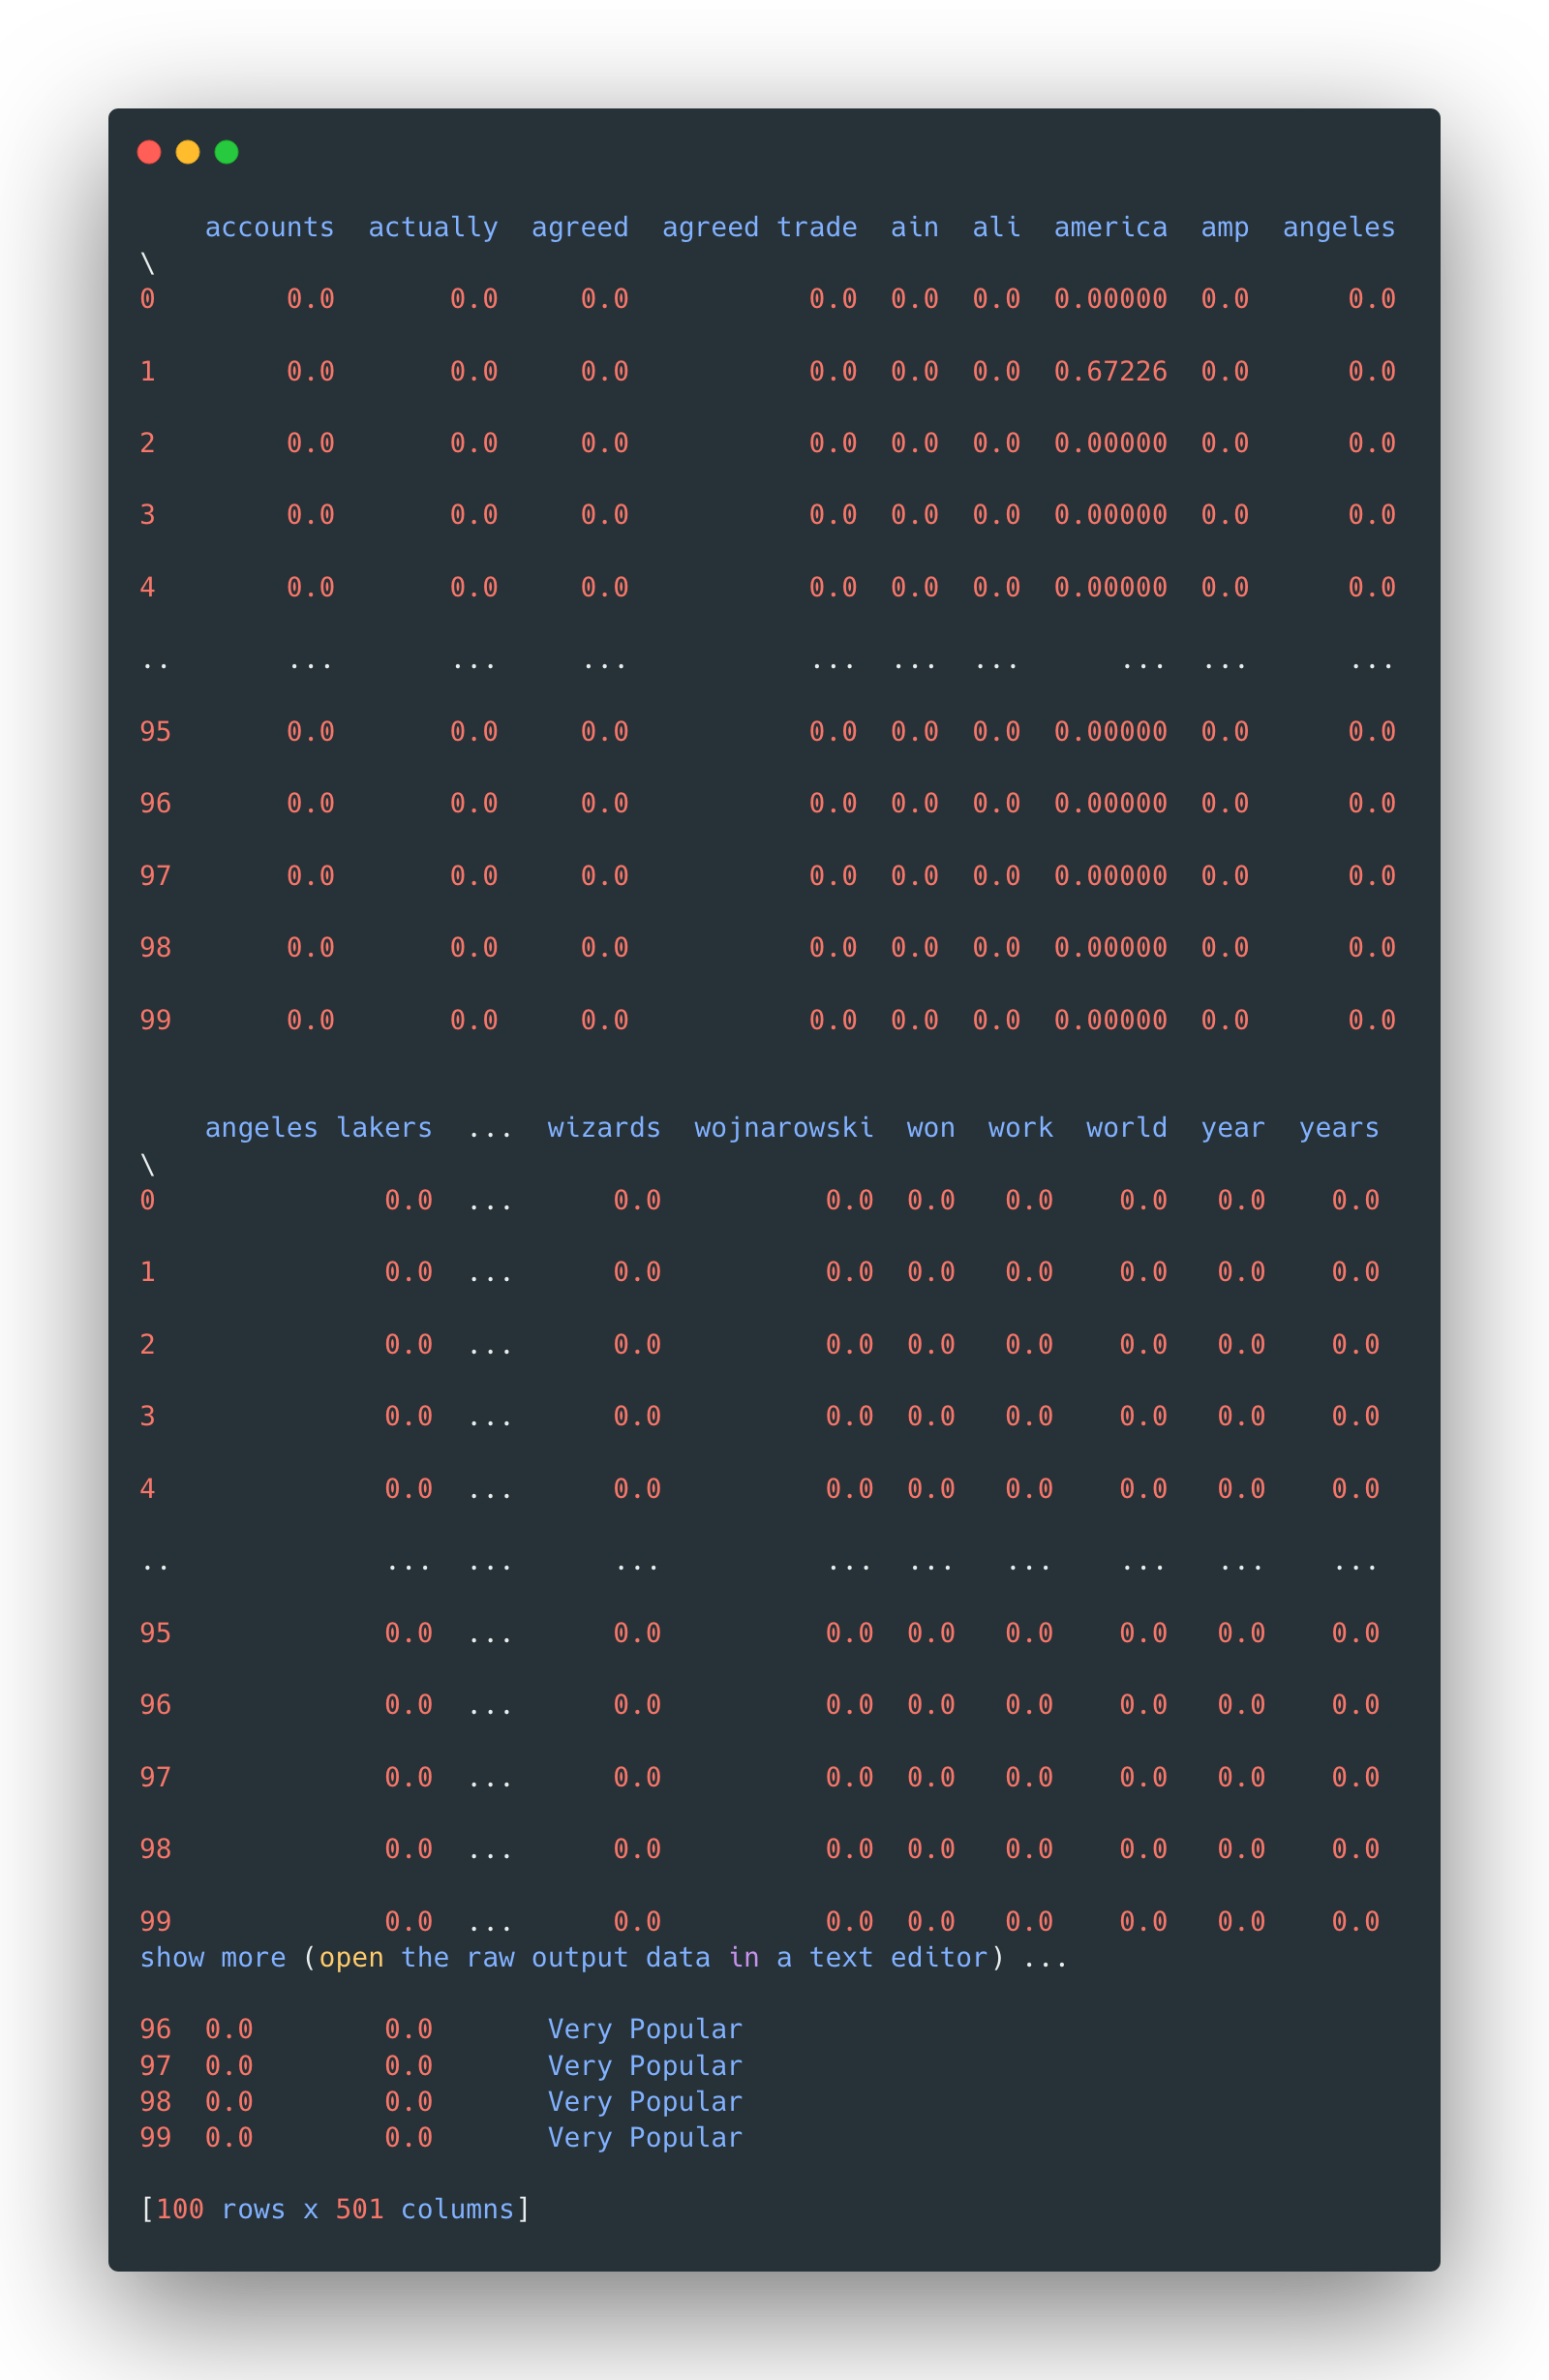 accounts  actually  agreed  agreed trade  ain  ali  america  amp  angeles
\
0        0.0       0.0     0.0           0.0  0.0  0.0  0.00000  0.0      0.0
1        0.0       0.0     0.0           0.0  0.0  0.0  0.67226  0.0      0.0
2        0.0       0.0     0.0           0.0  0.0  0.0  0.00000  0.0      0.0
3        0.0       0.0     0.0           0.0  0.0  0.0  0.00000  0.0      0.0
4        0.0       0.0     0.0           0.0  0.0  0.0  0.00000  0.0      0.0
..       ...       ...     ...           ...  ...  ...      ...  ...      ...
95       0.0       0.0     0.0           0.0  0.0  0.0  0.00000  0.0      0.0
96       0.0       0.0     0.0           0.0  0.0  0.0  0.00000  0.0      0.0
97       0.0       0.0     0.0           0.0  0.0  0.0  0.00000  0.0      0.0
98       0.0       0.0     0.0           0.0  0.0  0.0  0.00000  0.0      0.0
99       0.0       0.0     0.0           0.0  0.0  0.0  0.00000  0.0      0.0
angeles lakers  ...  wizards  wojnarowski  won  work  world  year  years
\
0              0.0  ...      0.0          0.0  0.0   0.0    0.0   0.0    0.0
1              0.0  ...      0.0          0.0  0.0   0.0    0.0   0.0    0.0
2              0.0  ...      0.0          0.0  0.0   0.0    0.0   0.0    0.0
3              0.0  ...      0.0          0.0  0.0   0.0    0.0   0.0    0.0
4              0.0  ...      0.0          0.0  0.0   0.0    0.0   0.0    0.0
..             ...  ...      ...          ...  ...   ...    ...   ...    ...
95             0.0  ...      0.0          0.0  0.0   0.0    0.0   0.0    0.0
96             0.0  ...      0.0          0.0  0.0   0.0    0.0   0.0    0.0
97             0.0  ...      0.0          0.0  0.0   0.0    0.0   0.0    0.0
98             0.0  ...      0.0          0.0  0.0   0.0    0.0   0.0    0.0
99             0.0  ...      0.0          0.0  0.0   0.0    0.0   0.0    0.0
show more (open the raw output data in a text editor) ...
96  0.0        0.0       Very Popular
97  0.0        0.0       Very Popular
98  0.0        0.0       Very Popular
99  0.0        0.0       Very Popular
[100 rows x 501 columns]